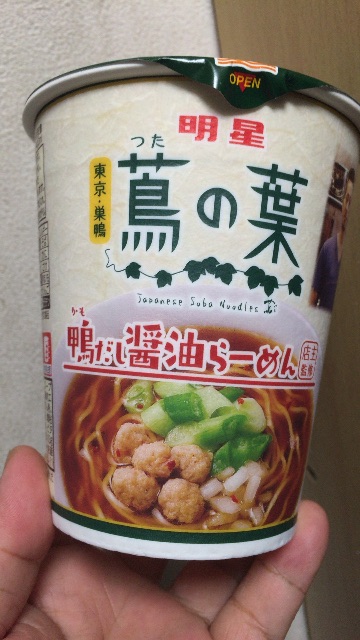 OPEN
明星
つた
東京・巣鴨
蔦の葉
Japanese Soba Noodles
かも
鴨だし醤油らーめん
店主
監修